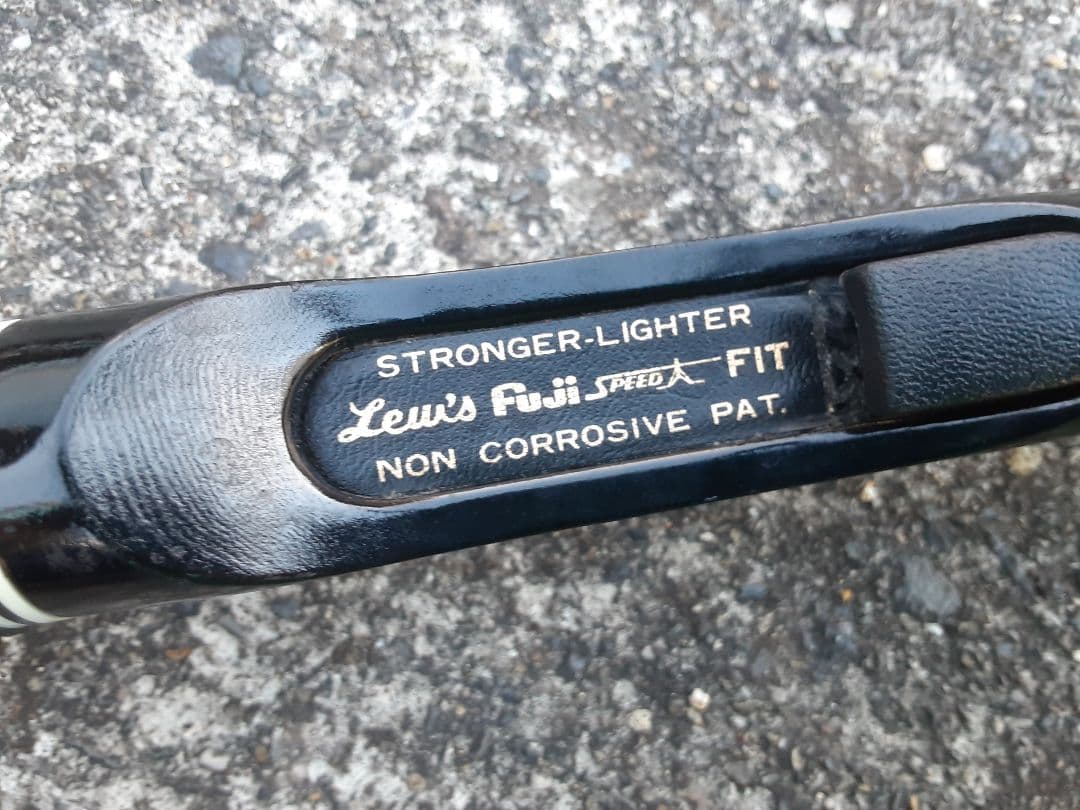 STRONGER-LIGHTER
Lew's Fuji SPEED FIT
NON CORROSIVE PAT.